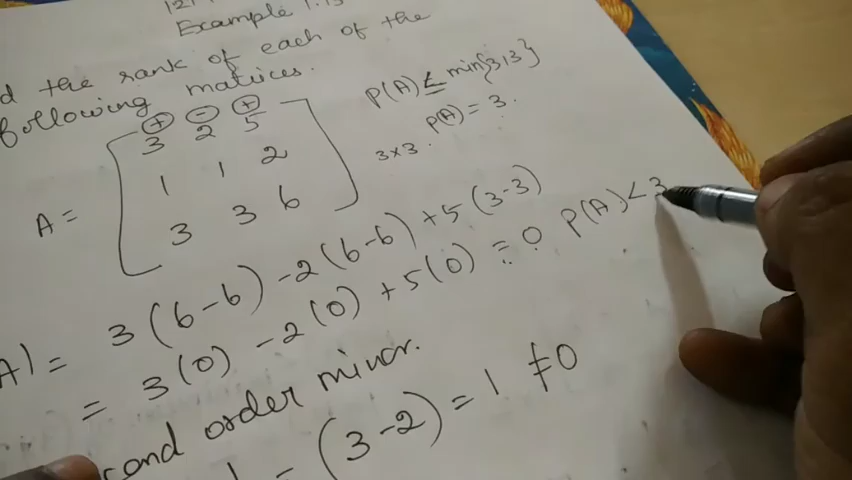 Example 1.15
d the rank of each of the
following matrices.
+ - +
3 2 5
A = 1 1 2
3 3 6
3×3.
P(A) ≤ min{3,3}
P(A) = 3.
A| = 3(6-6) -2(6-6) +5(3-3)
= 3(0) -2(0) +5(0) = 0 P(A)<3
cond order minor.
= (3-2) = 1 ≠0